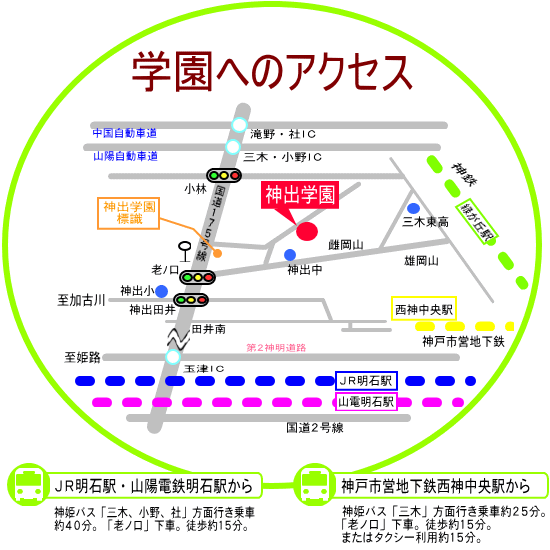 学園へのアクセス
中国自動車道
滝野・社IC
山陽自動車道
三木・小野IC
神鉄
小林
神出学園
国道175号線
神出学園
標識
緑が丘駅
三木東高
雌岡山
雄岡山
老ノ口
神出中
神出小
至加古川
神出田井
西神中央駅
田井南
神戸市営地下鉄
第2神明道路
至姫路
玉津IC
JR明石駅
山電明石駅
国道2号線
JR明石駅・山陽電鉄明石駅から
神姫バス「三木、小野、社」方面行き乗車
約40分。「老ノ口」下車。徒歩約15分。
神戸市営地下鉄西神中央駅から
神姫バス「三木」方面行き乗車約25分。
「老ノ口」下車。徒歩約15分。
またはタクシー利用約15分。